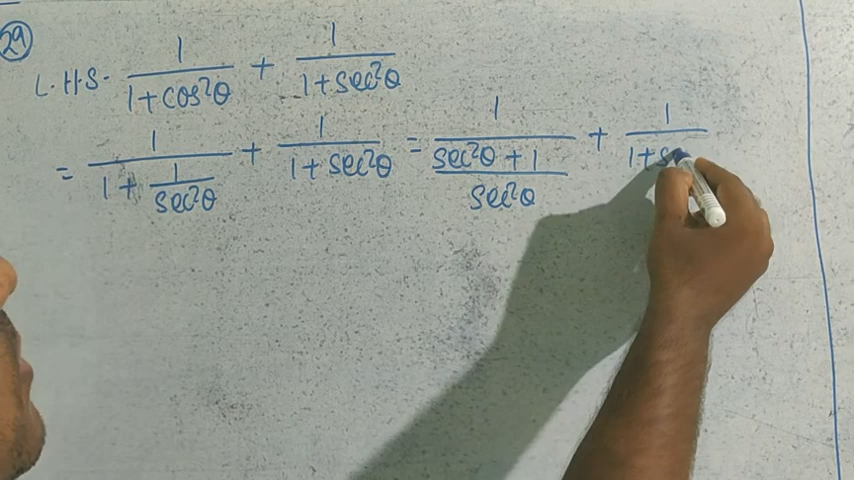 29
L.H.S. 1/(1+cos²θ) + 1/(1+sec²θ)
= 1/(1 + 1/sec²θ) + 1/(1+sec²θ) = 1/((sec²θ+1)/sec²θ) + 1/(1+s